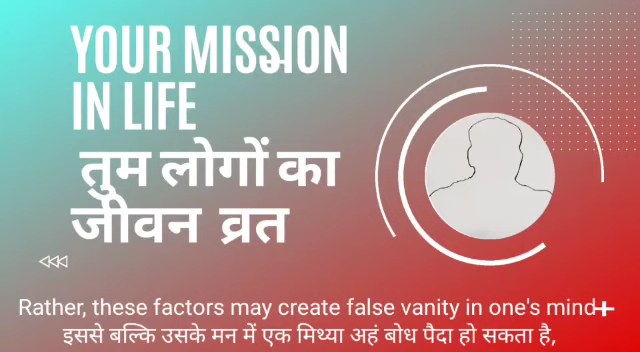 YOUR MISSION
IN LIFE
तुम लोगों का
जीवन व्रत
Rather, these factors may create false vanity in one's mind
इससे बल्कि उसके मन में एक मिथ्या अहं बोध पैदा हो सकता है,